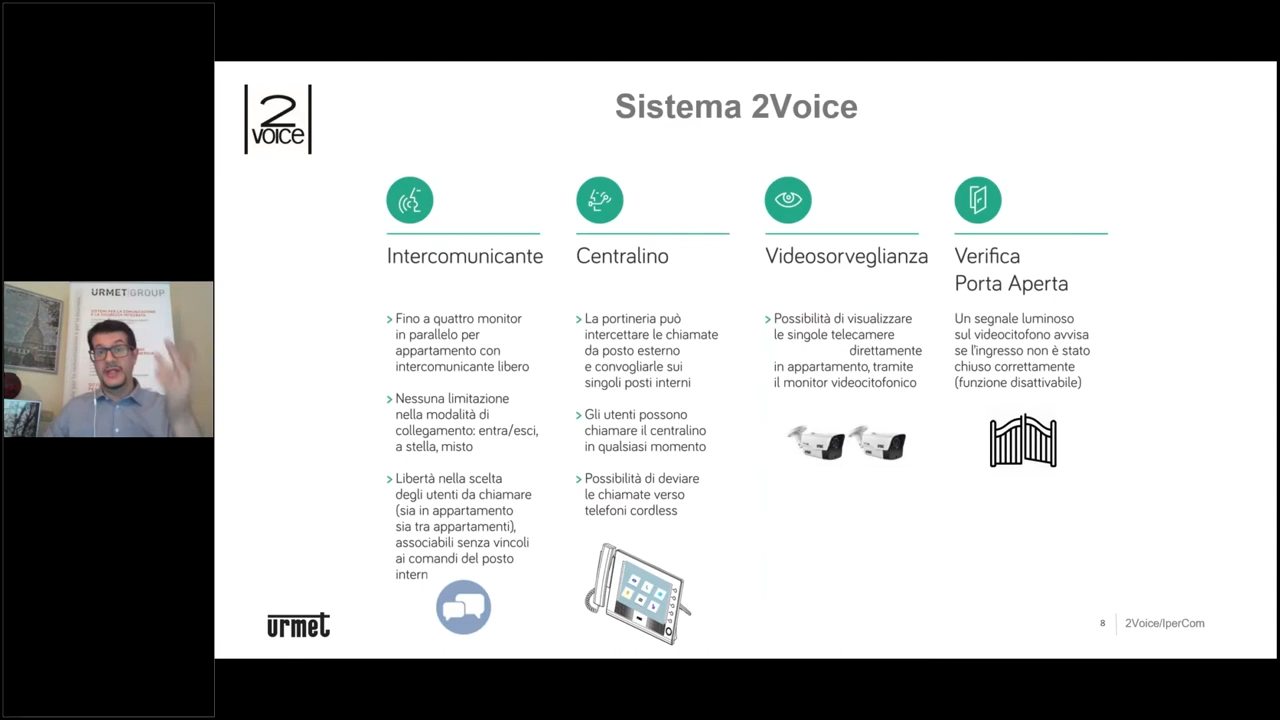 2
voice
Sistema 2Voice
Intercomunicante
Fino a quattro monitor
in parallelo per
appartamento con
intercomunicante libero
Nessuna limitazione
nella modalità di
collegamento: entra/esci,
a stella, misto
Libertà nella scelta
degli utenti da chiamare
(sia in appartamento
sia tra appartamenti),
associabili senza vincoli
ai comandi del posto
intern
Centralino
La portineria può
intercettare le chiamate
da posto esterno
e convogliarle sui
singoli posti interni
Gli utenti possono
chiamare il centralino
in qualsiasi momento
Possibilità di deviare
le chiamate verso
telefoni cordless
Videosorveglianza
Possibilità di visualizzare
le singole telecamere
direttamente
in appartamento, tramite
il monitor videocitofonico
Verifica
Porta Aperta
Un segnale luminoso
sul videocitofono avvisa
se l'ingresso non è stato
chiuso correttamente
(funzione disattivabile)
URMET GROUP
urmet
8
2Voice/IperCom